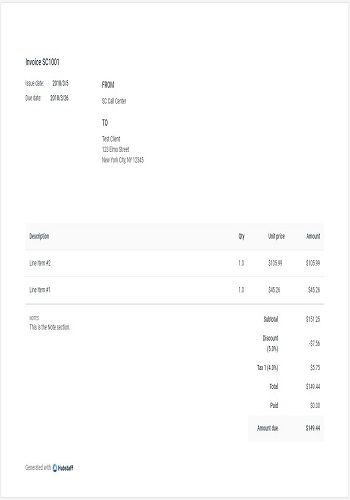 Invoice SC1001
Issue date: 2018/3/5
Due date: 2018/3/26
FROM
SC Call Center
TO
Test Client
123 Elmo Street
New York City, NY 12345
Description Qty Unit price Amount
Line Item #2 1.0 $105.99 $105.99
Line Item #1 1.0 $45.26 $45.26
NOTES
This is the Note section.
Subtotal $151.25
Discount
(5.0%) -$7.56
Tax 1 (4.0%) $5.75
Total $149.44
Paid $0.00
Amount due $149.44
Generated with Hubstaff